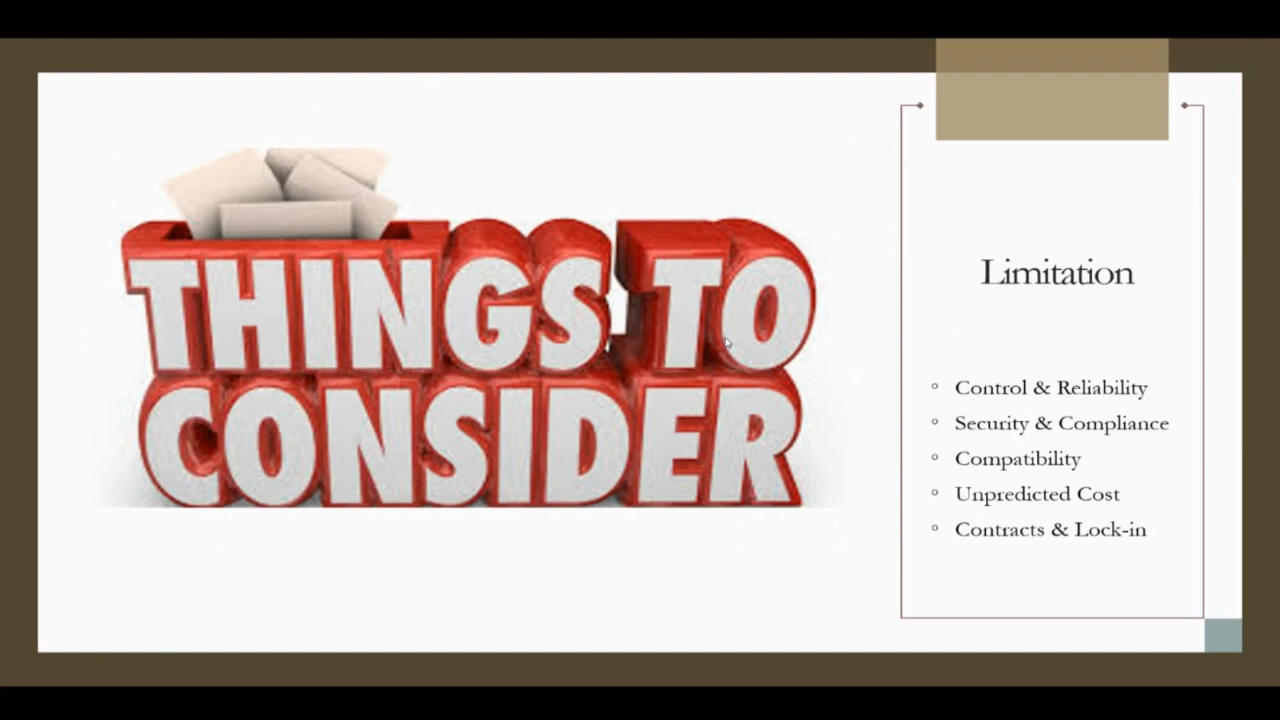 THINGS TO
CONSIDER
Limitation
Control & Reliability
Security & Compliance
Compatibility
Unpredicted Cost
Contracts & Lock-in